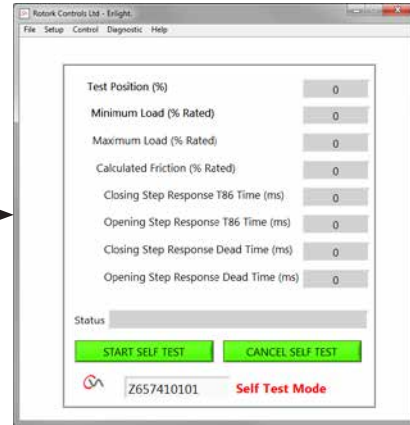 Rotork Controls Ltd - Enlight.
File Setup Control Diagnostic Help
Test Position (%) 0
Minimum Load (% Rated) 0
Maximum Load (% Rated) 0
Calculated Friction (% Rated) 0
Closing Step Response T86 Time (ms) 0
Opening Step Response T86 Time (ms) 0
Closing Step Response Dead Time (ms) 0
Opening Step Response Dead Time (ms) 0
Status
START SELF TEST CANCEL SELF TEST
Z657410101 Self Test Mode